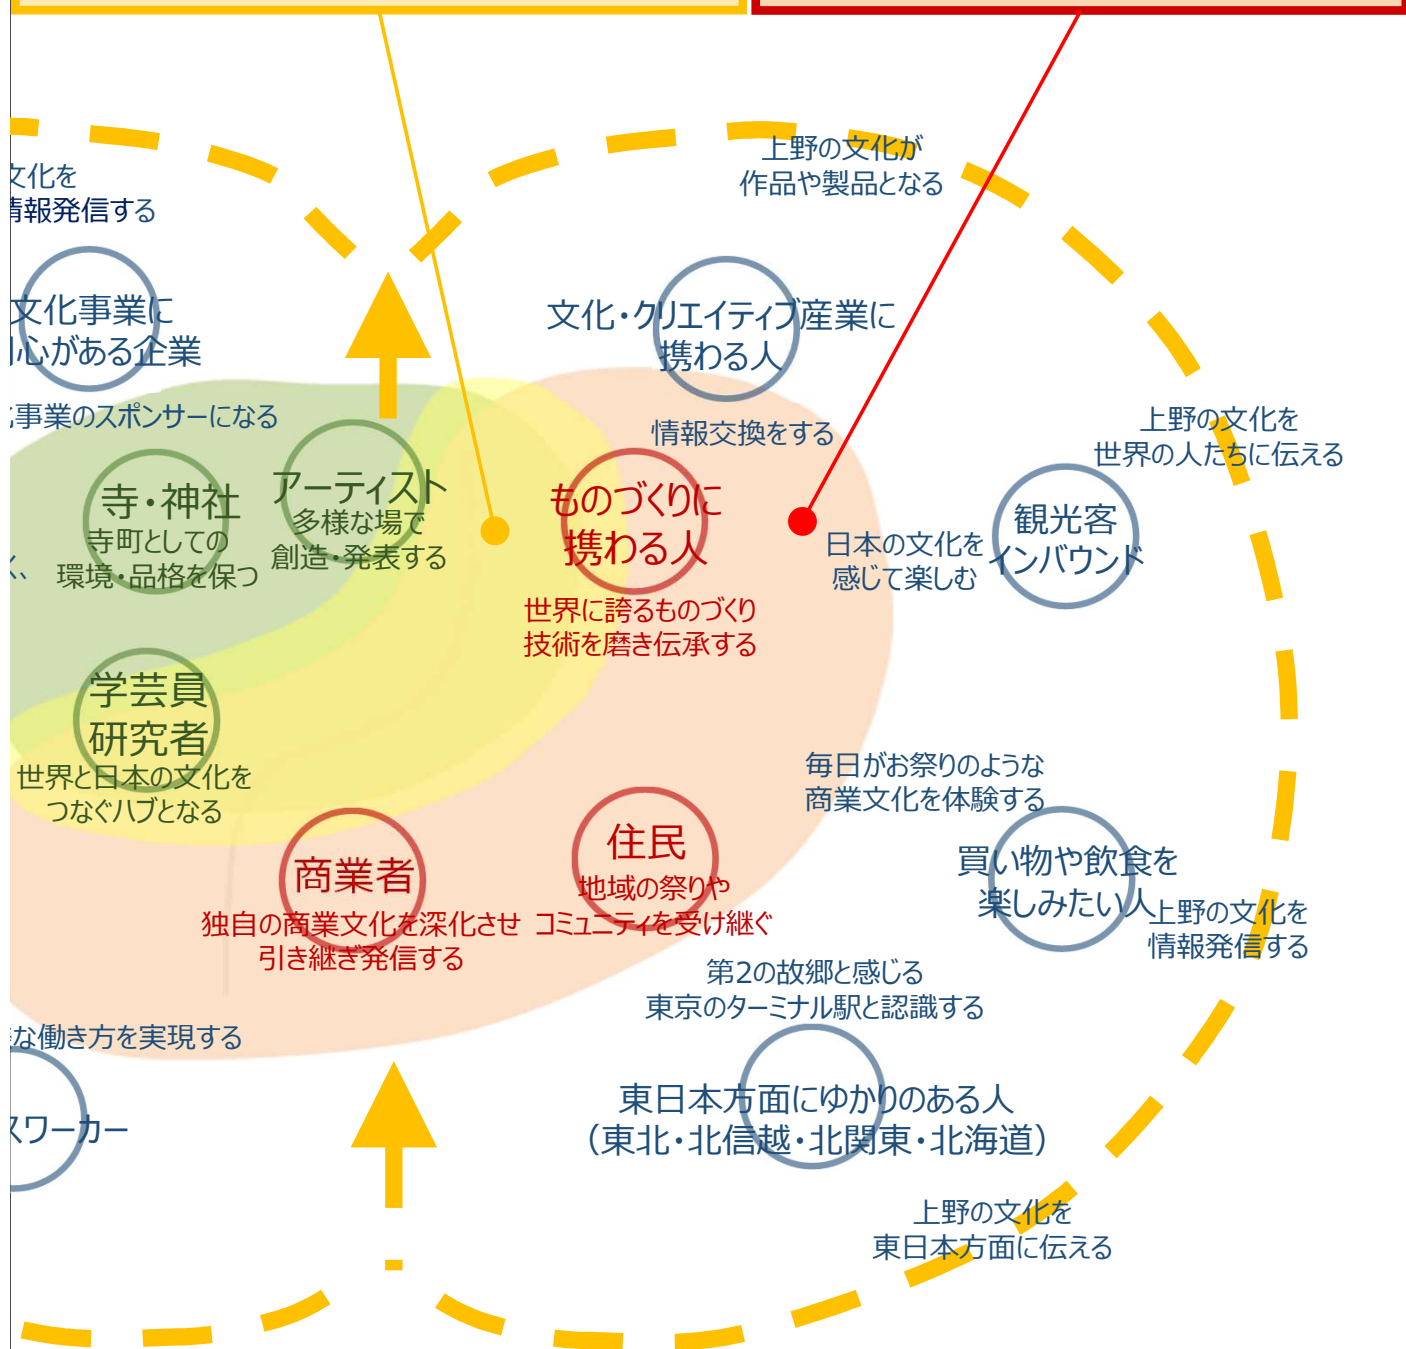 上野の文化が
作品や製品となる
文化を
情報発信する
文化事業に
心がある企業
事業のスポンサーになる
文化・クリエイティブ産業に
携わる人
情報交換をする
上野の文化を
世界の人たちに伝える
寺・神社
寺町としての
環境・品格を保つ
アーティスト
多様な場で
創造・発表する
ものづくりに
携わる人
世界に誇るものづくり
技術を磨き伝承する
日本の文化を
感じて楽しむ
観光客
インバウンド
学芸員
研究者
世界と日本の文化を
つなぐハブとなる
商業者
独自の商業文化を深化させ
引き継ぎ発信する
住民
地域の祭りや
コミュニティを受け継ぐ
毎日がお祭りのような
商業文化を体験する
買い物や飲食を
楽しみたい人
上野の文化を
情報発信する
第2の故郷と感じる
東京のターミナル駅と認識する
東日本方面にゆかりのある人
（東北・北信越・北関東・北海道）
な働き方を実現する
スワーカー
上野の文化を
東日本方面に伝える